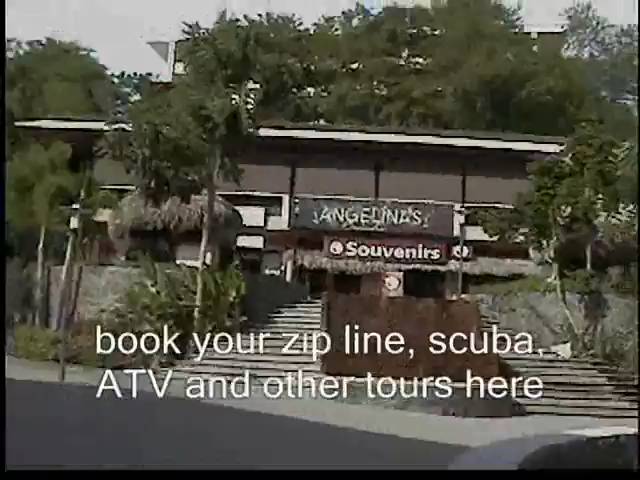 ¡ANGELINA'S!
Souvenirs
book your zip line, scuba,
ATV and other tours here